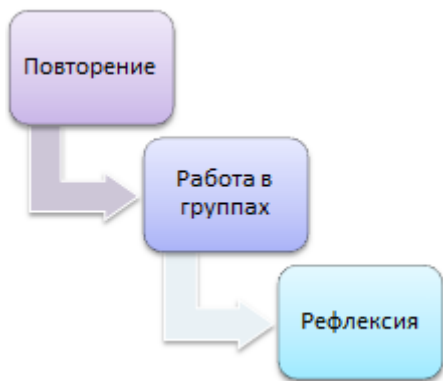 Повторение
Работа в
группах
Рефлексия